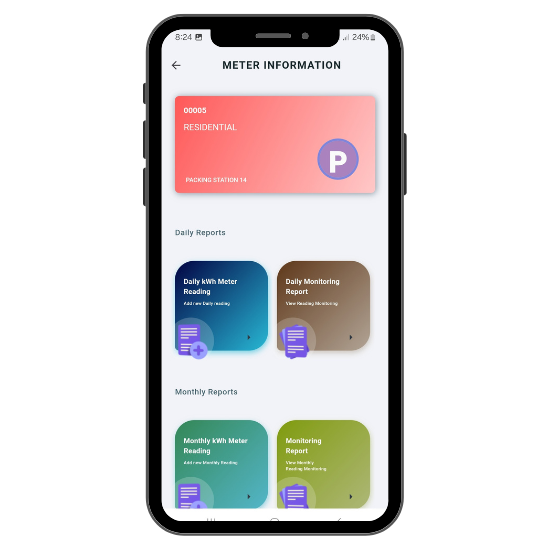 8:24
24%
METER INFORMATION
00005
RESIDENTIAL
P
PACKING STATION 14
Daily Reports
Daily kWh Meter
Reading
Add new Daily reading
Daily Monitoring
Report
View Reading Monitoring
Monthly Reports
Monthly kWh Meter
Reading
Add new Monthly Reading
Monitoring
Report
View Monthly
Reading Monitoring